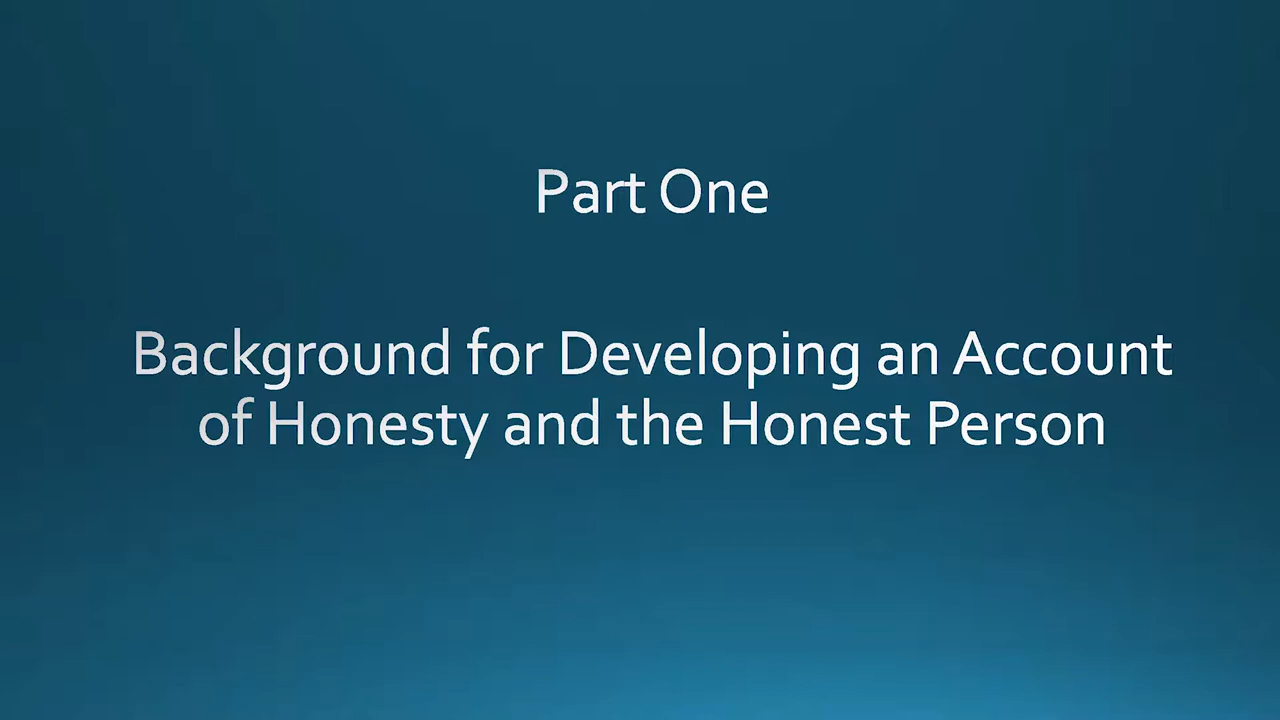 Part One
Background for Developing an Account
of Honesty and the Honest Person